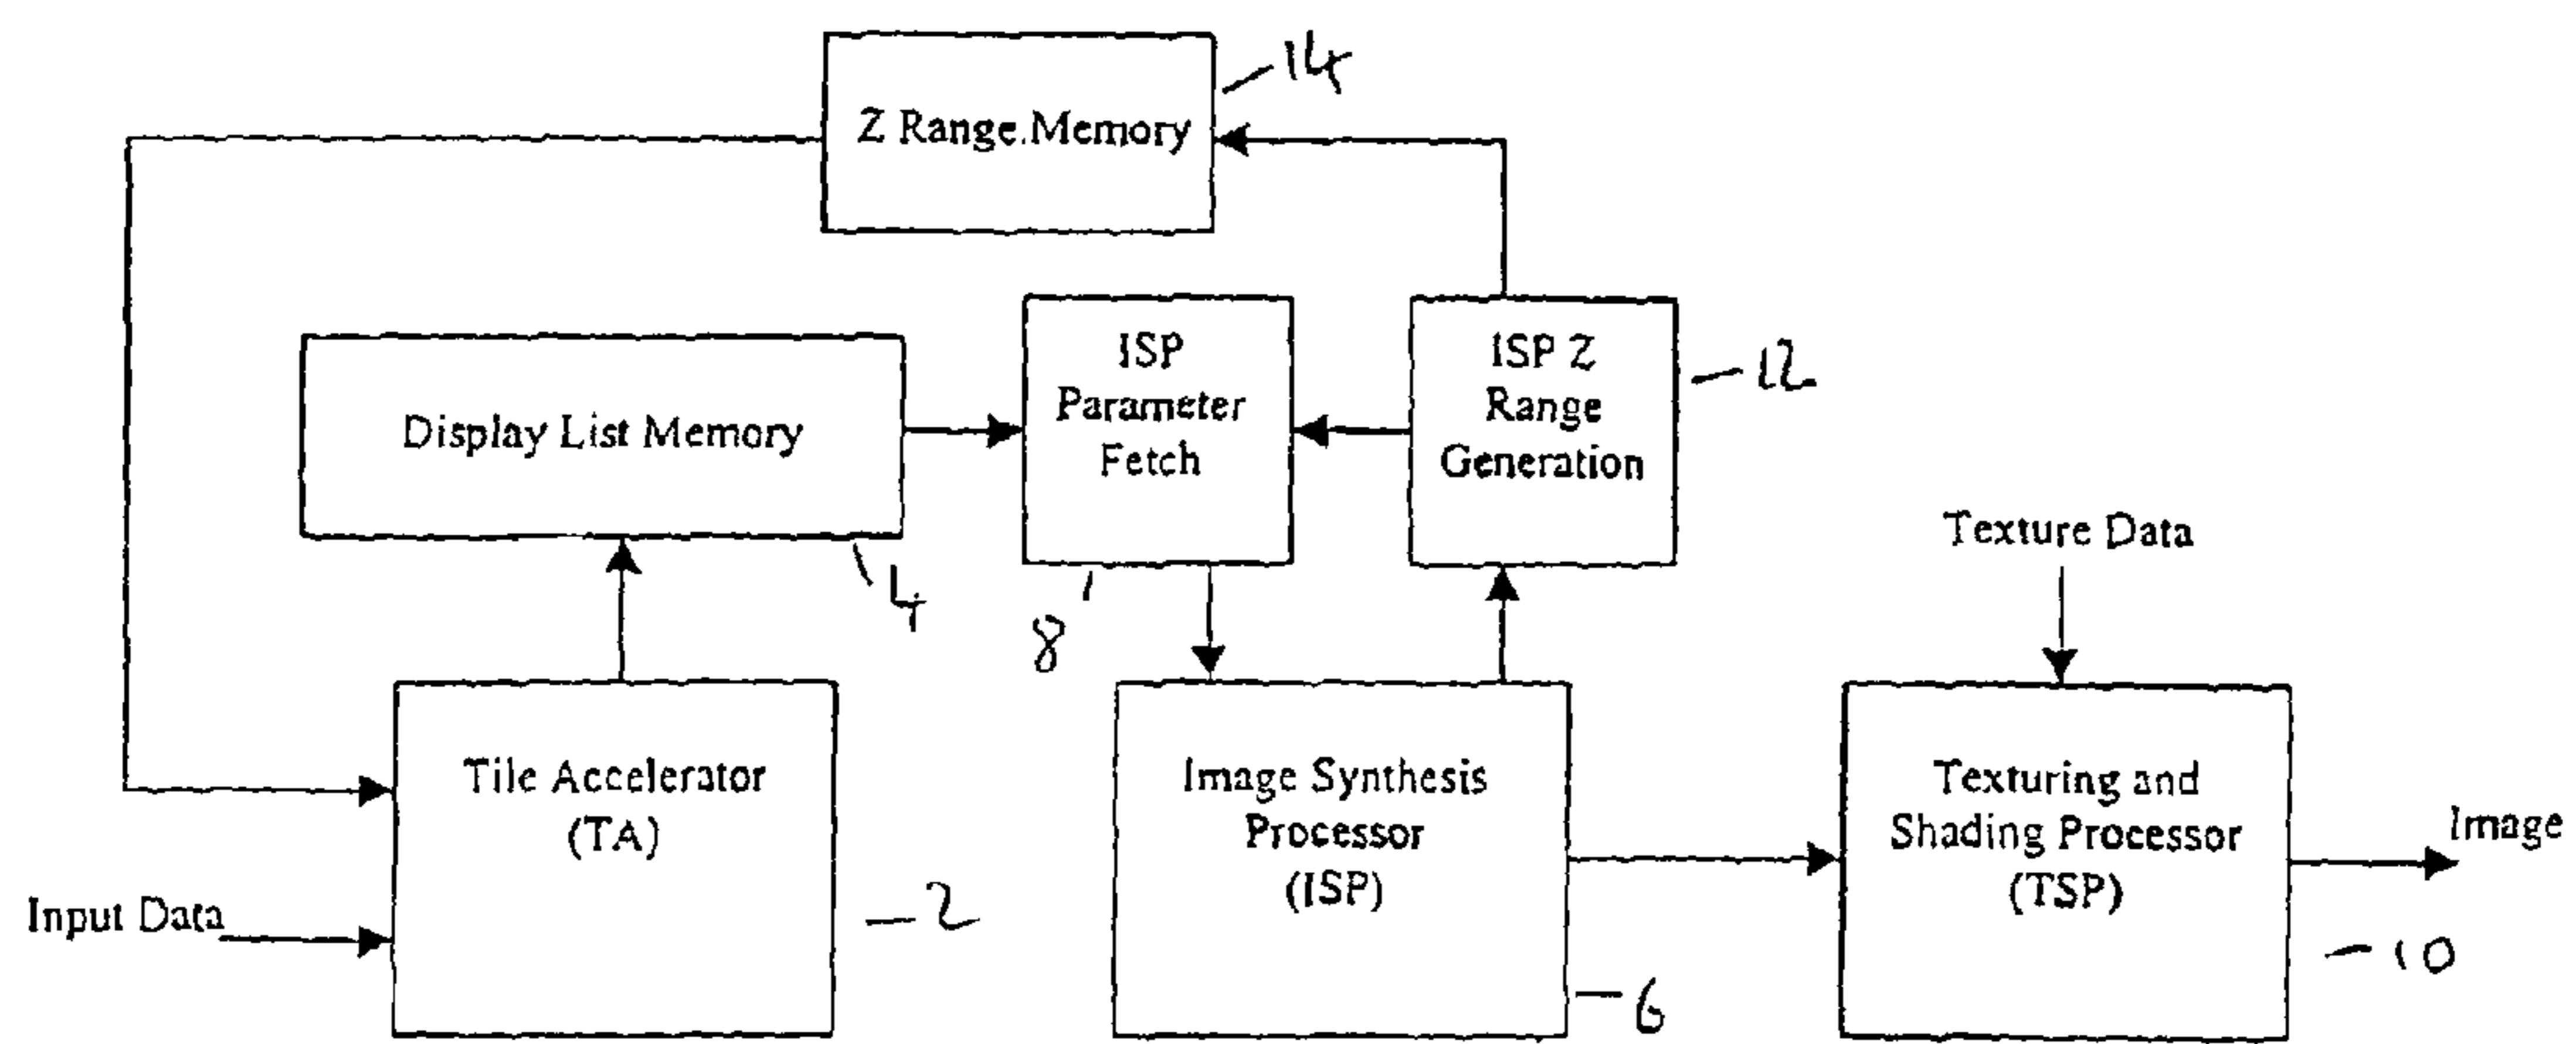 14
Z Range.Memory
ISP
Parameter
Fetch
8
ISP Z
Range
Generation
12
Display List Memory
4
Texture Data
Tile Accelerator
(TA)
2
Input Data
Image Synthesis
Processor
(ISP)
6
Texturing and
Shading Processor
(TSP)
10
Image